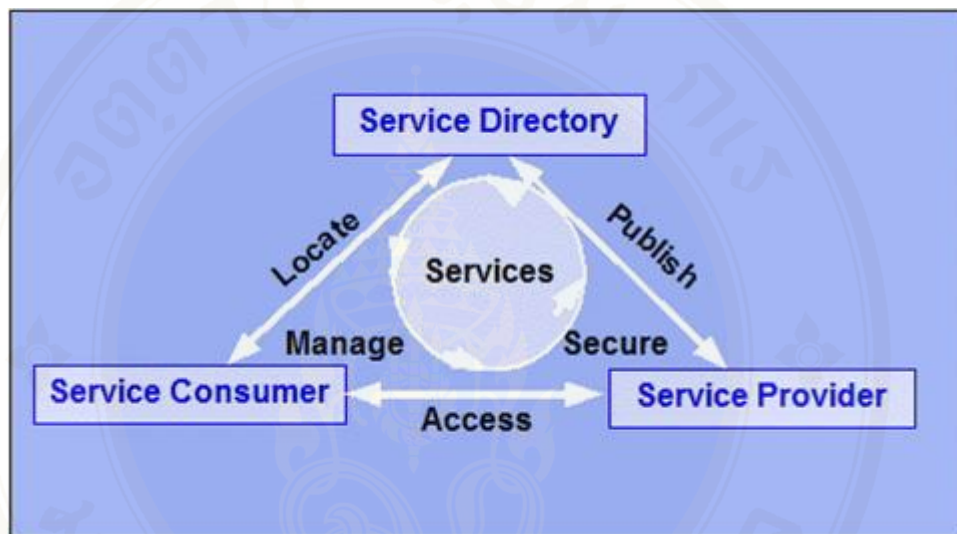 Service Directory
Locate
Publish
Services
Manage
Secure
Service Consumer
Service Provider
Access